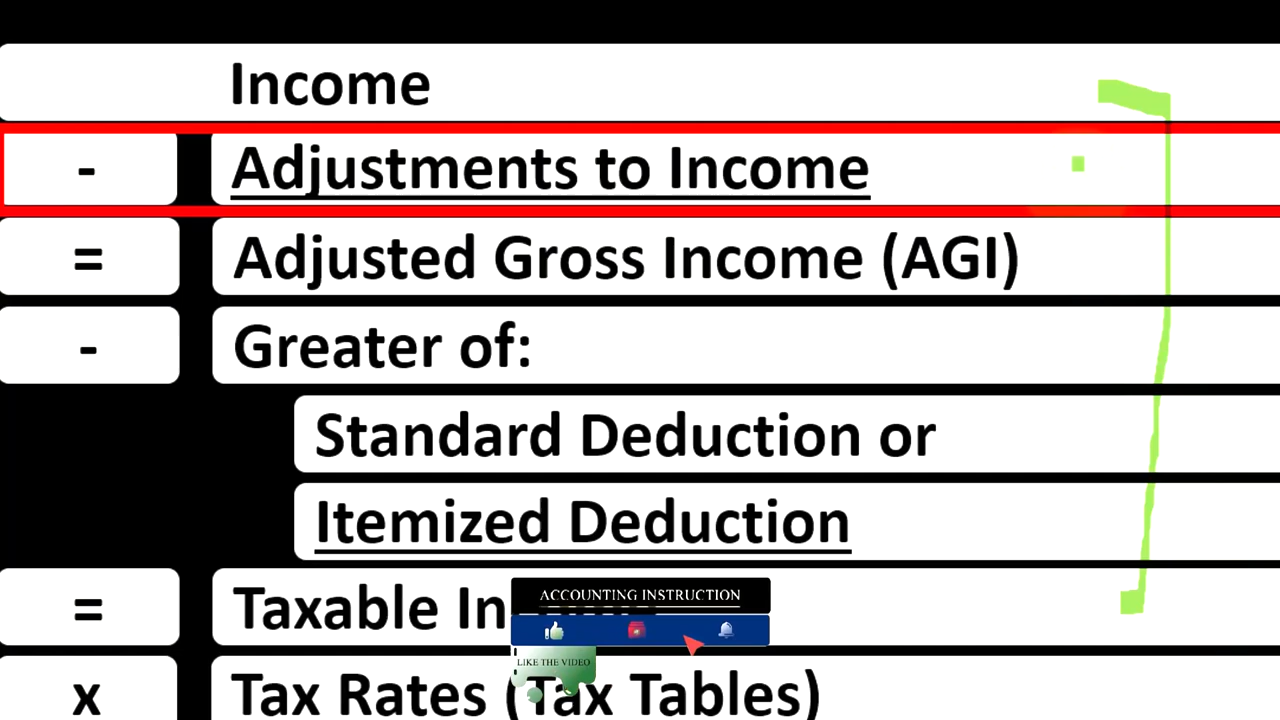 Income
- Adjustments to Income
= Adjusted Gross Income (AGI)
- Greater of:
Standard Deduction or
Itemized Deduction
= Taxable In
ACCOUNTING INSTRUCTION
LIKE THE VIDEO
x Tax Rates (Tax Tables)